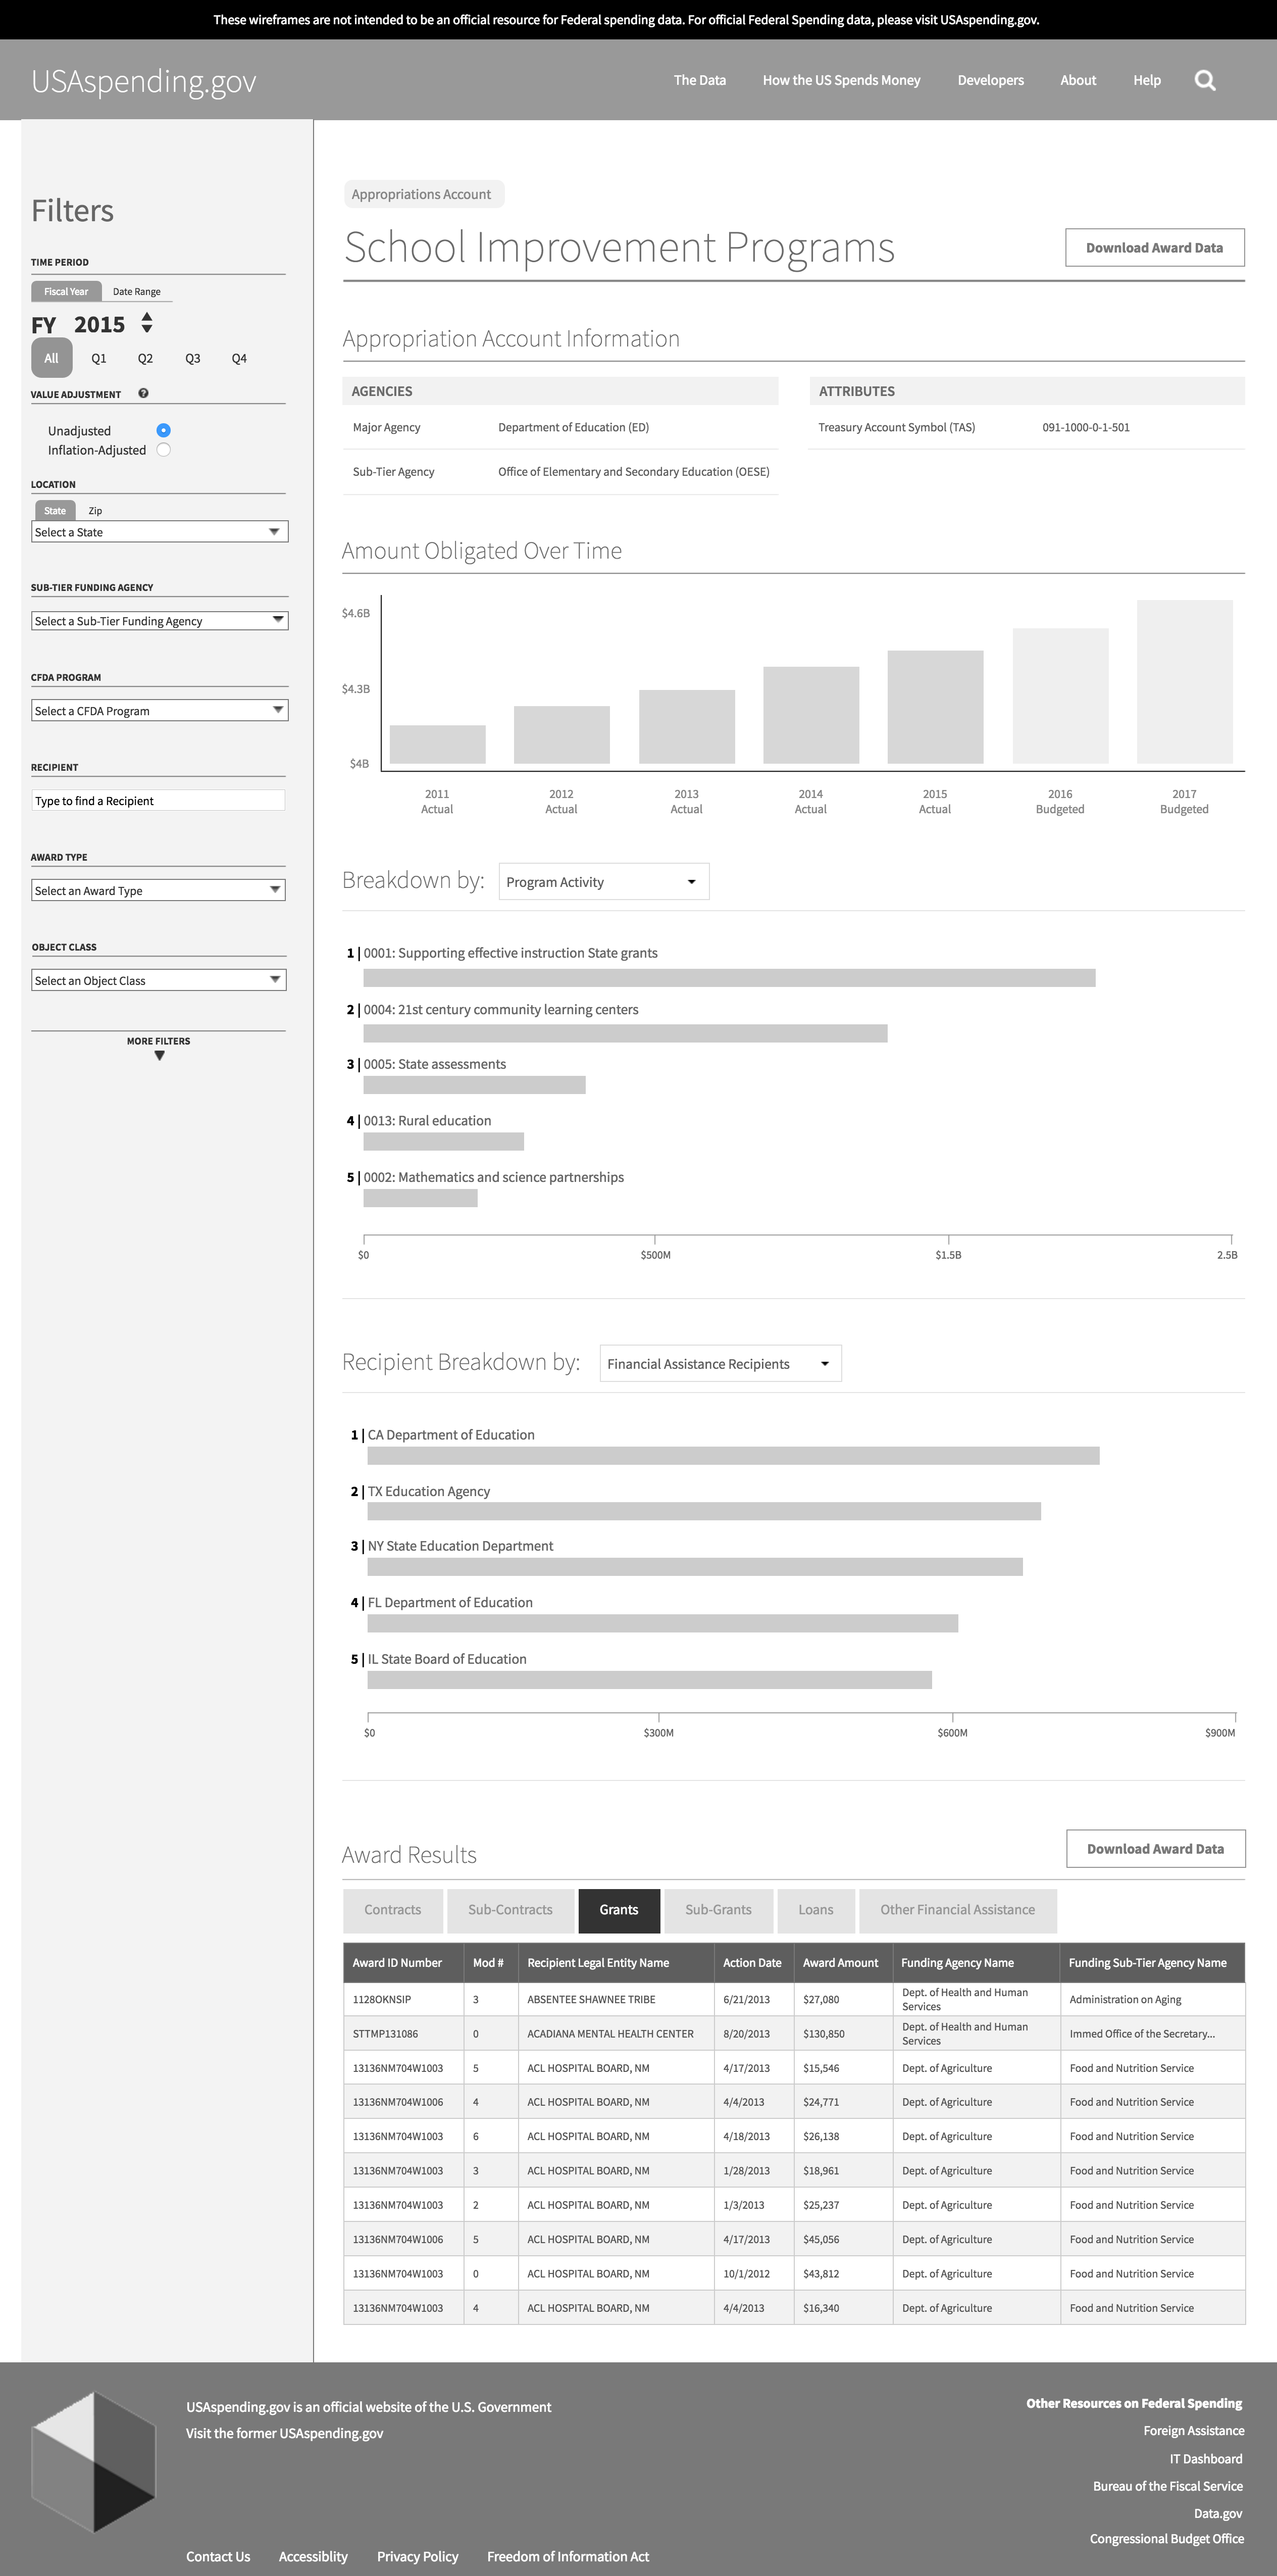 These wireframes are not intended to be an official resource for Federal spending data. For official Federal Spending data, please visit USAspending.gov.
USAspending.gov
The Data
How the US Spends Money
Developers
About
Help
Filters
TIME PERIOD
Fiscal Year
Date Range
FY 2015
All Q1 Q2 Q3 Q4
VALUE ADJUSTMENT ?
Unadjusted
Inflation-Adjusted
LOCATION
State
Zip
Select a State
SUB-TIER FUNDING AGENCY
Select a Sub-Tier Funding Agency
CFDA PROGRAM
Select a CFDA Program
RECIPIENT
Type to find a Recipient
AWARD TYPE
Select an Award Type
OBJECT CLASS
Select an Object Class
MORE FILTERS
Appropriations Account
School Improvement Programs
Download Award Data
Appropriation Account Information
AGENCIES
Major Agency Department of Education (ED)
Sub-Tier Agency Office of Elementary and Secondary Education (OESE)
ATTRIBUTES
Treasury Account Symbol (TAS) 091-1000-0-1-501
Amount Obligated Over Time
$4.6B
$4.3B
$4B
2011 2012 2013 2014 2015 2016 2017
Actual Actual Actual Actual Actual Budgeted Budgeted
Breakdown by: Program Activity
1 | 0001: Supporting effective instruction State grants
2 | 0004: 21st century community learning centers
3 | 0005: State assessments
4 | 0013: Rural education
5 | 0002: Mathematics and science partnerships
$0 $500M $1.5B 2.5B
Recipient Breakdown by: Financial Assistance Recipients
1 | CA Department of Education
2 | TX Education Agency
3 | NY State Education Department
4 | FL Department of Education
5 | IL State Board of Education
$0 $300M $600M $900M
Award Results
Download Award Data
Contracts Sub-Contracts Grants Sub-Grants Loans Other Financial Assistance
Award ID Number Mod # Recipient Legal Entity Name Action Date Award Amount Funding Agency Name Funding Sub-Tier Agency Name
1128OKNSIP 3 ABSENTEE SHAWNEE TRIBE 6/21/2013 $27,080 Dept. of Health and Human Services Administration on Aging
STTMP131086 0 ACADIANA MENTAL HEALTH CENTER 8/20/2013 $130,850 Dept. of Health and Human Services Immed Office of the Secretary...
13136NM704W1003 5 ACL HOSPITAL BOARD, NM 4/17/2013 $15,546 Dept. of Agriculture Food and Nutrition Service
13136NM704W1006 4 ACL HOSPITAL BOARD, NM 4/4/2013 $24,771 Dept. of Agriculture Food and Nutrition Service
13136NM704W1003 6 ACL HOSPITAL BOARD, NM 4/18/2013 $26,138 Dept. of Agriculture Food and Nutrition Service
13136NM704W1003 3 ACL HOSPITAL BOARD, NM 1/28/2013 $18,961 Dept. of Agriculture Food and Nutrition Service
13136NM704W1003 2 ACL HOSPITAL BOARD, NM 1/3/2013 $25,237 Dept. of Agriculture Food and Nutrition Service
13136NM704W1006 5 ACL HOSPITAL BOARD, NM 4/17/2013 $45,056 Dept. of Agriculture Food and Nutrition Service
13136NM704W1003 0 ACL HOSPITAL BOARD, NM 10/1/2012 $43,812 Dept. of Agriculture Food and Nutrition Service
13136NM704W1003 4 ACL HOSPITAL BOARD, NM 4/4/2013 $16,340 Dept. of Agriculture Food and Nutrition Service
USAspending.gov is an official website of the U.S. Government
Visit the former USAspending.gov
Contact Us
Accessiblity
Privacy Policy
Freedom of Information Act
Other Resources on Federal Spending
Foreign Assistance
IT Dashboard
Bureau of the Fiscal Service
Data.gov
Congressional Budget Office